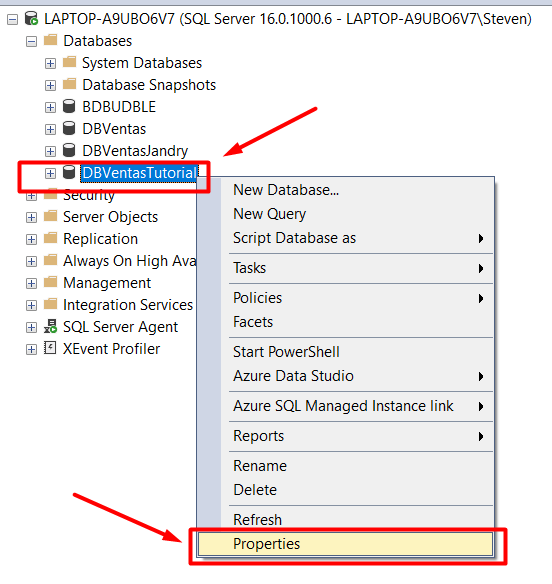 LAPTOP-A9UBO6V7 (SQL Server 16.0.1000.6 - LAPTOP-A9UBO6V7\Steven)
Databases
System Databases
Database Snapshots
BDBUDBLE
DBVentas
DBVentasJandry
DBVentasTutorial
Security
Server Objects
Replication
Always On High Ava
Management
Integration Services
SQL Server Agent
XEvent Profiler
New Database...
New Query
Script Database as
Tasks
Policies
Facets
Start PowerShell
Azure Data Studio
Azure SQL Managed Instance link
Reports
Rename
Delete
Refresh
Properties